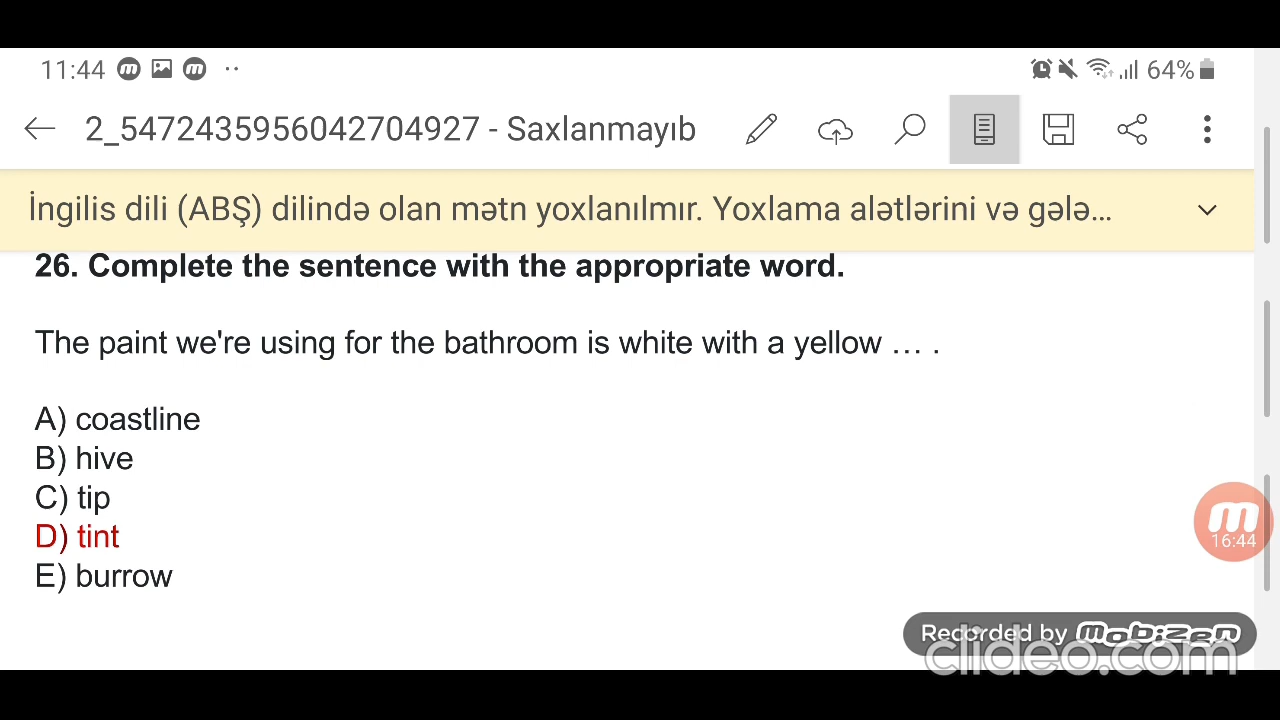 11:44 m m ·· 64%
2_5472435956042704927 - Saxlanmayıb
İngilis dili (ABŞ) dilində olan mətn yoxlanılmır. Yoxlama alətlərini və gələ...
26. Complete the sentence with the appropriate word.
The paint we're using for the bathroom is white with a yellow … .
A) coastline
B) hive
C) tip
D) tint
E) burrow
m
16:44
Recorded by mobizen
clideo.com